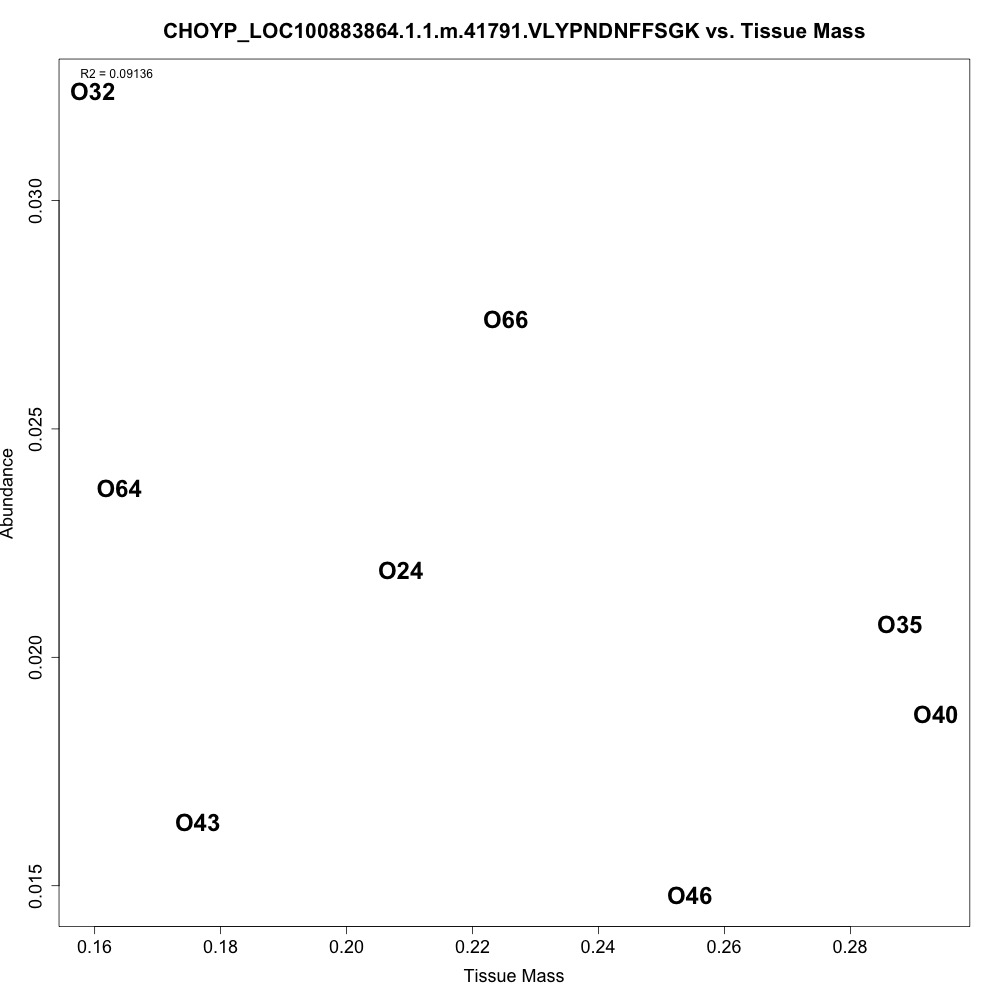 CHOYP_LOC100883864.1.1.m.41791.VLYPNDNFFSGK vs. Tissue Mass
R2 = 0.09136
O32
0.030
O66
0.025
Abundance
O64
O24
O35
0.020
O40
O43
0.015
O46
0.16 0.18 0.20 0.22 0.24 0.26 0.28
Tissue Mass